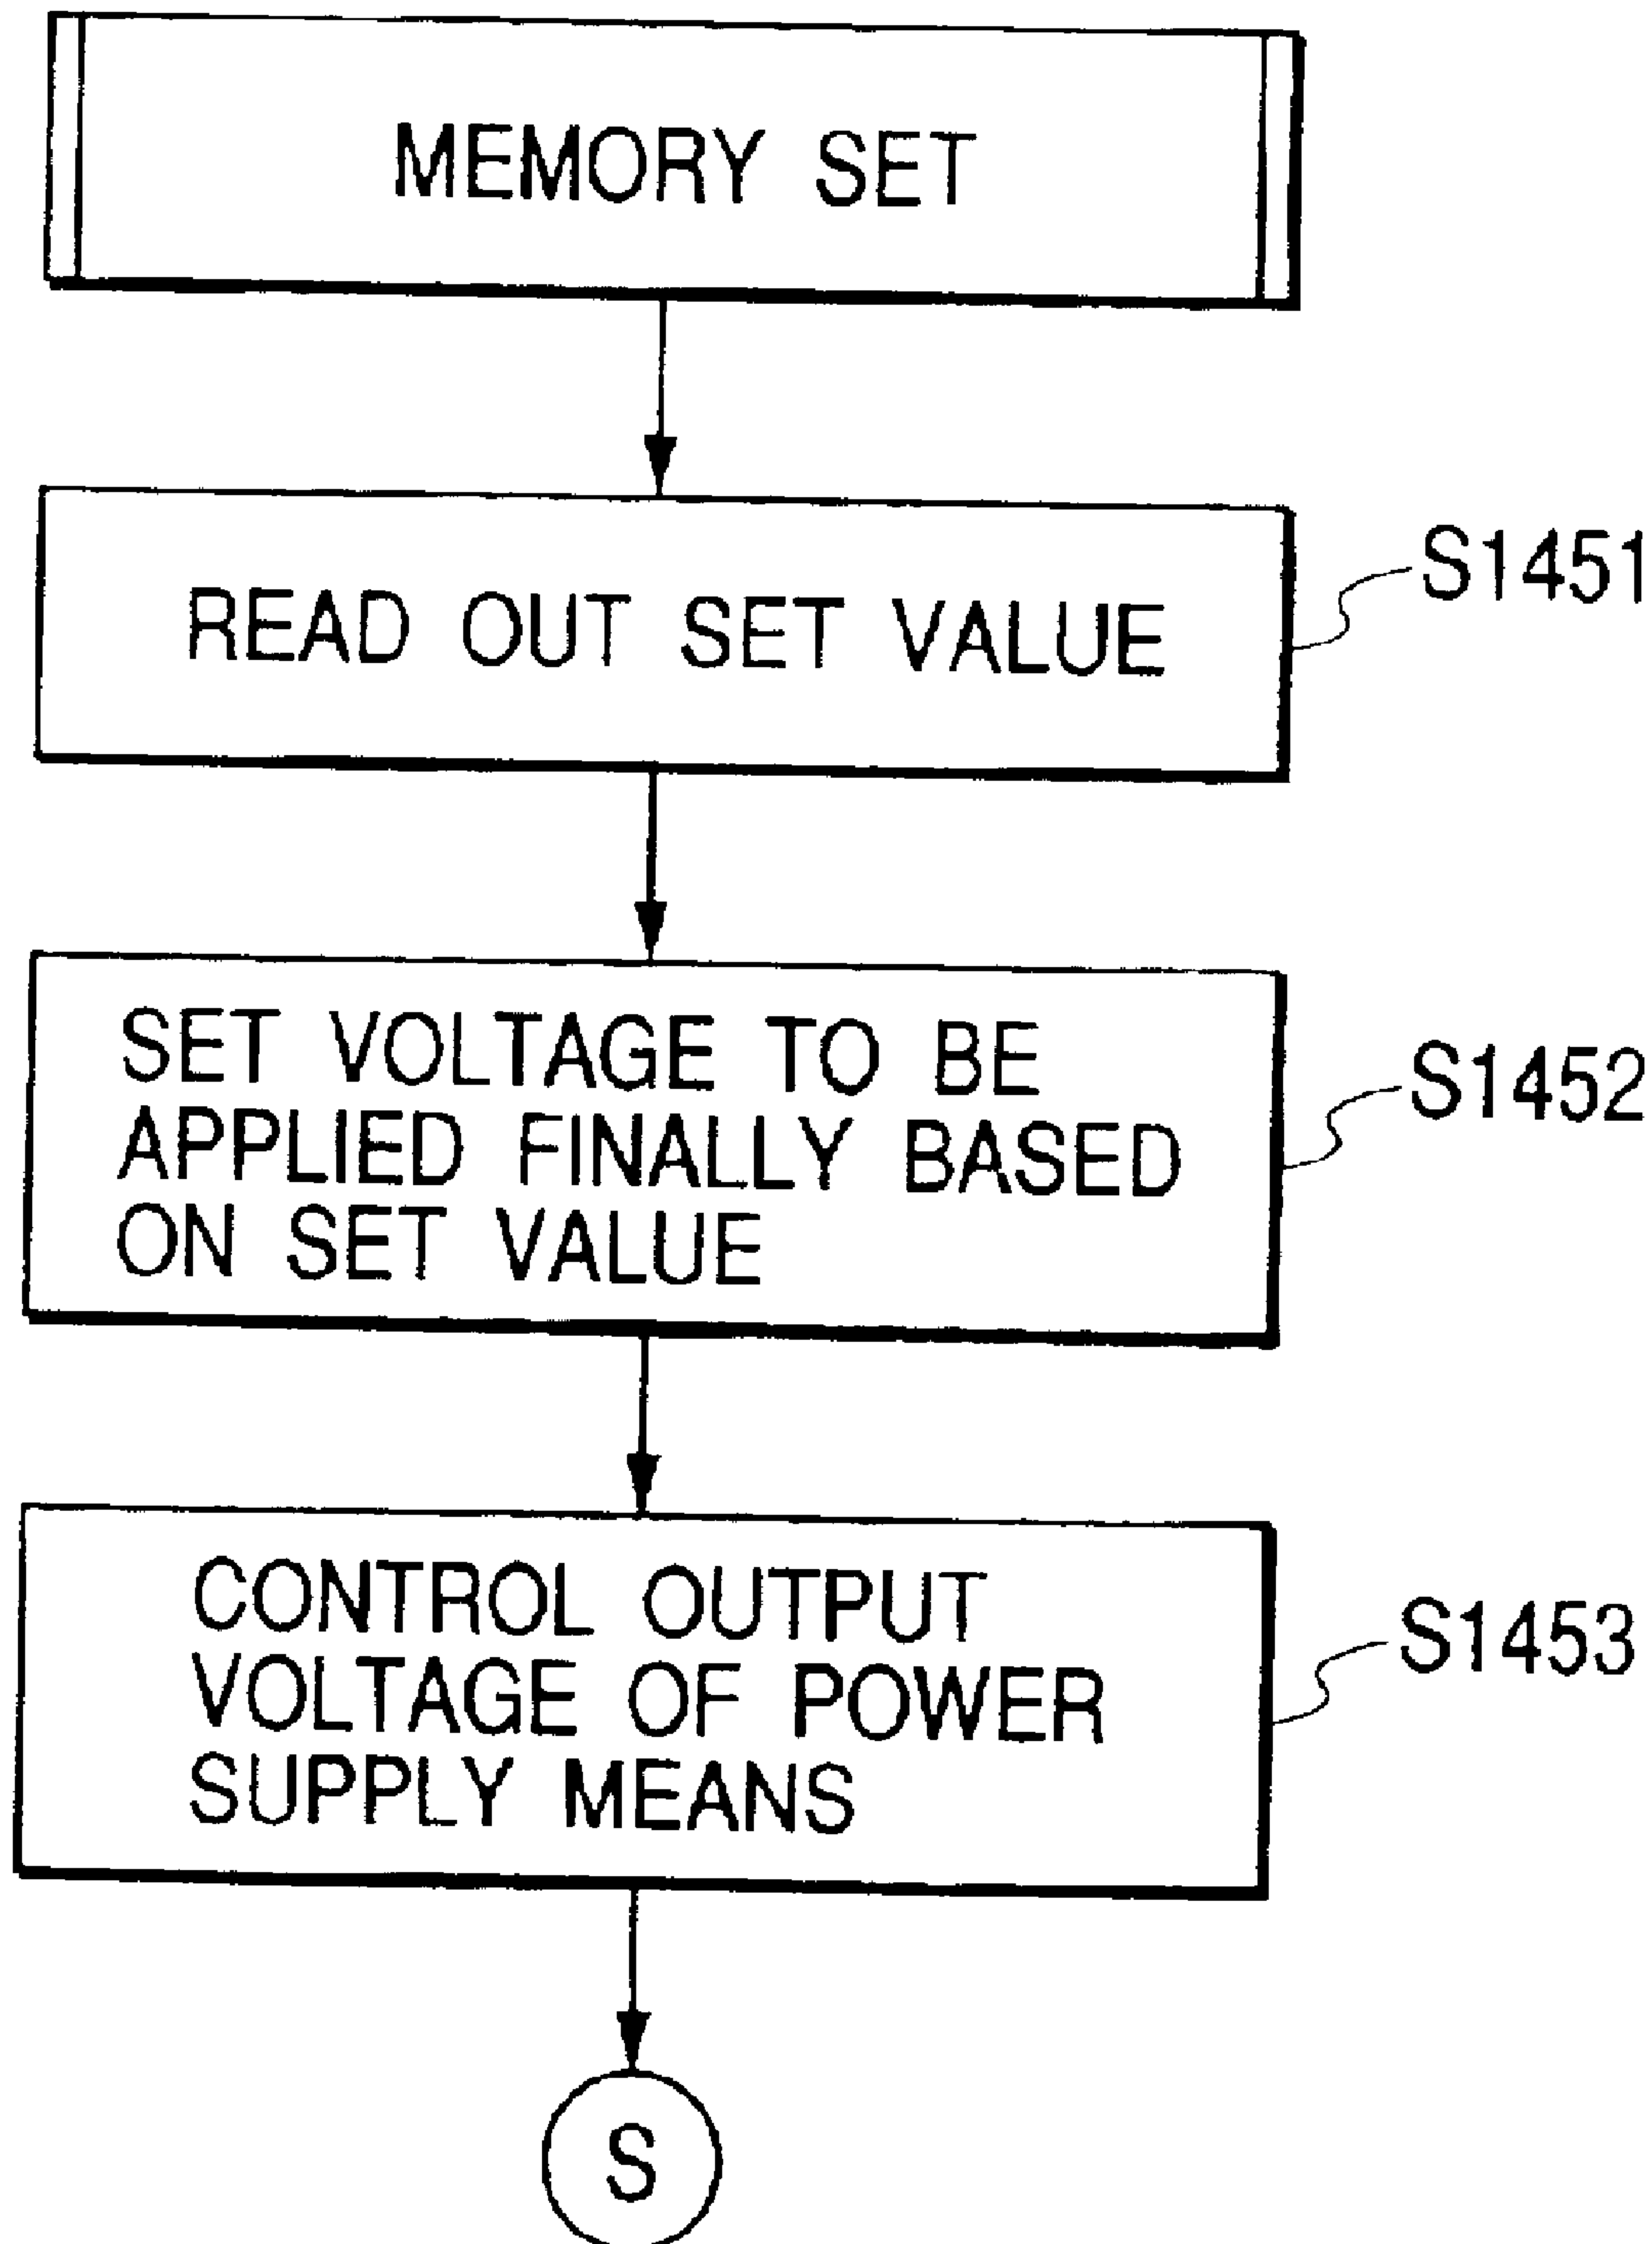 MEMORY SET
READ OUT SET VALUE
S1451
SET VOLTAGE TO BE
APPLIED FINALLY BASED
ON SET VALUE
S1452
CONTROL OUTPUT
VOLTAGE OF POWER
SUPPLY MEANS
S1453
S